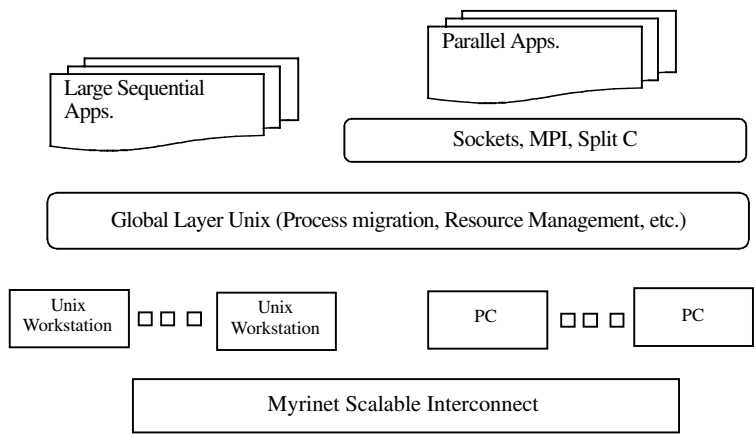 Parallel Apps.
Large Sequential
Apps.
Sockets, MPI, Split C
Global Layer Unix (Process migration, Resource Management, etc.)
Unix
Workstation
Unix
Workstation
PC
PC
Myrinet Scalable Interconnect